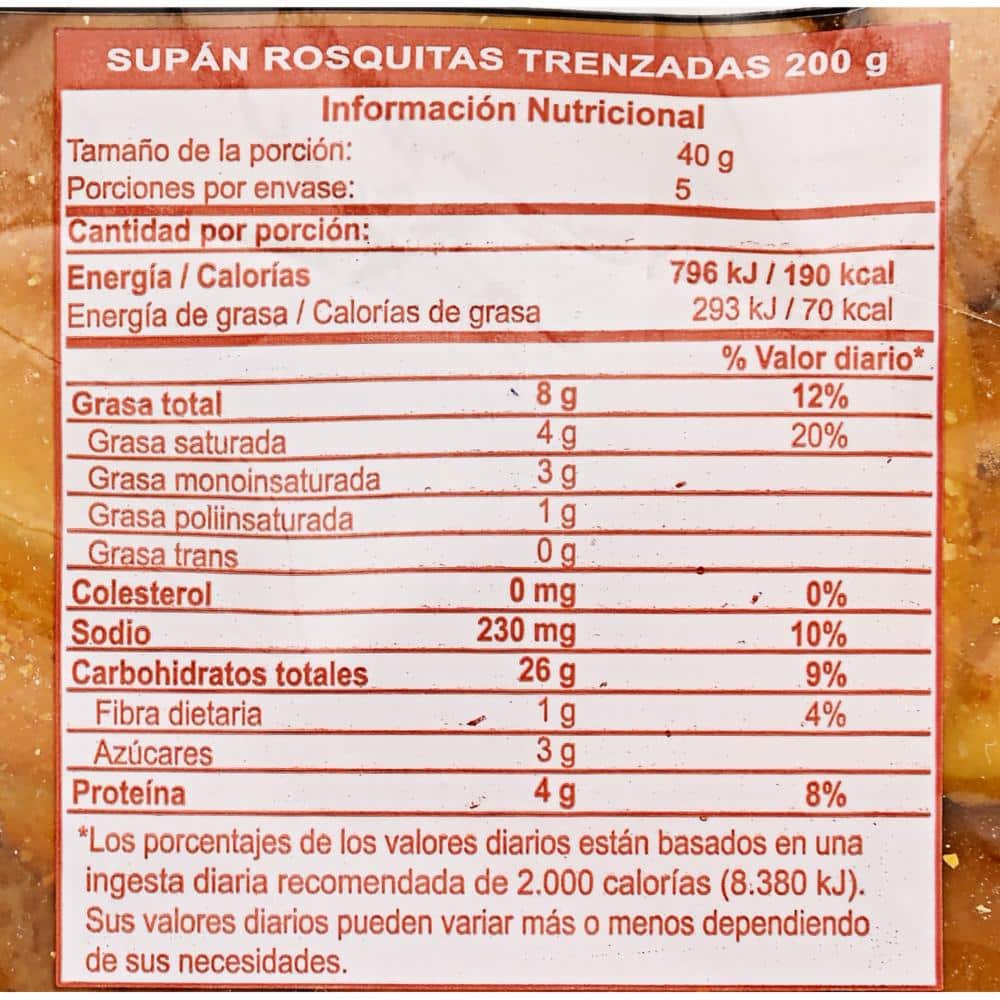 SUPÁN ROSQUITAS TRENZADAS 200 g
Información Nutricional
Tamaño de la porción: 40 g
Porciones por envase: 5
Cantidad por porción:
Energía / Calorías 796 kJ / 190 kcal
Energía de grasa / Calorías de grasa 293 kJ / 70 kcal
% Valor diario*
Grasa total 8 g 12%
Grasa saturada 4 g 20%
Grasa monoinsaturada 3 g
Grasa poliinsaturada 1 g
Grasa trans 0 g
Colesterol 0 mg 0%
Sodio 230 mg 10%
Carbohidratos totales 26 g 9%
Fibra dietaria 1 g 4%
Azúcares 3 g
Proteína 4 g 8%
*Los porcentajes de los valores diarios están basados en una
ingesta diaria recomendada de 2.000 calorías (8.380 kJ).
Sus valores diarios pueden variar más o menos dependiendo
de sus necesidades.